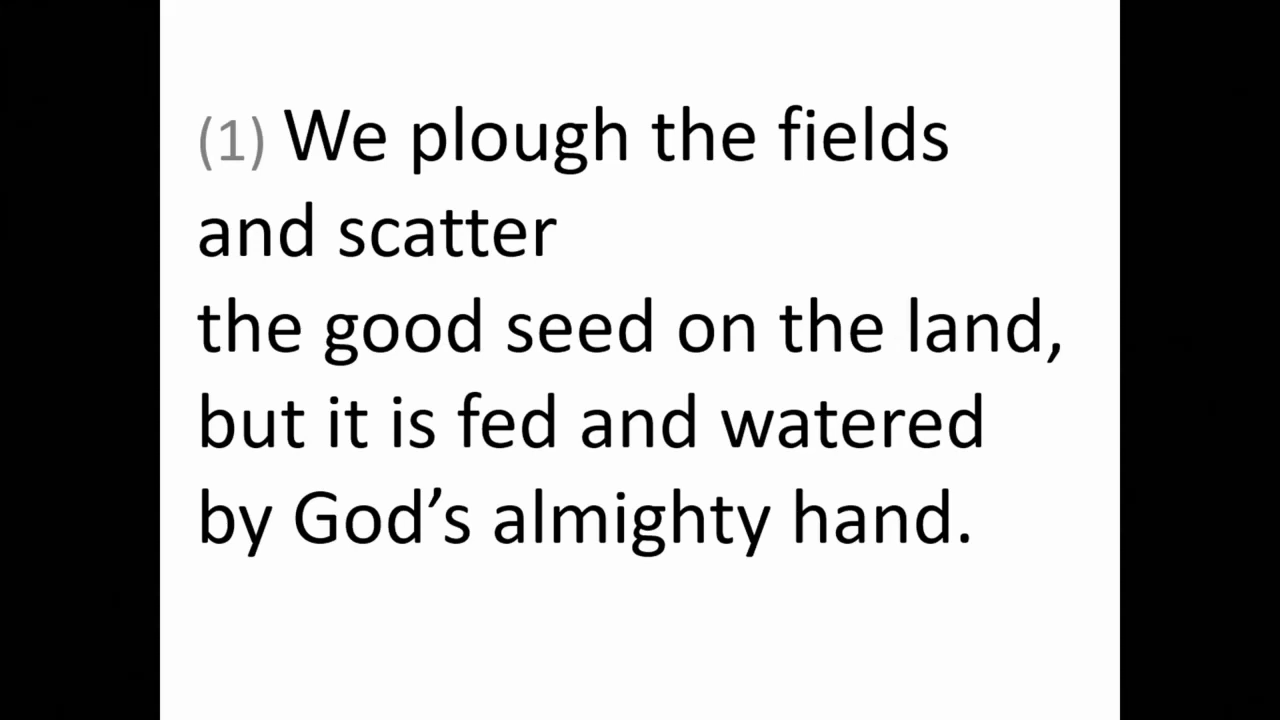 (1) We plough the fields
and scatter
the good seed on the land,
but it is fed and watered
by God’s almighty hand.